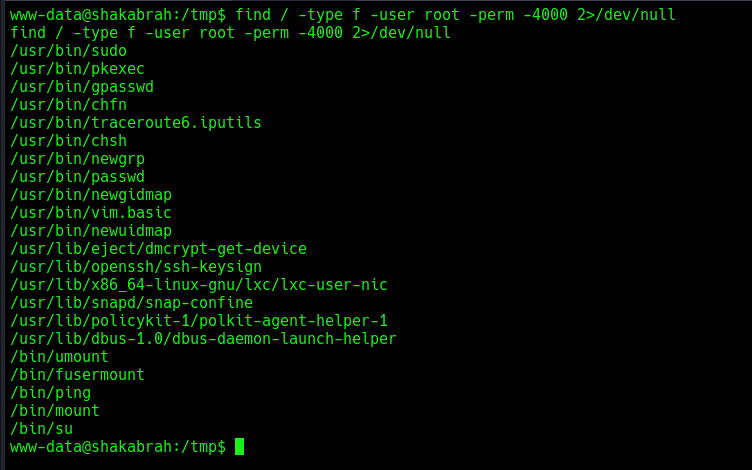 www-data@shakabrah:/tmp$ find / -type f -user root -perm -4000 2>/dev/null
find / -type f -user root -perm -4000 2>/dev/null
/usr/bin/sudo
/usr/bin/pkexec
/usr/bin/gpasswd
/usr/bin/chfn
/usr/bin/traceroute6.iputils
/usr/bin/chsh
/usr/bin/newgrp
/usr/bin/passwd
/usr/bin/newgidmap
/usr/bin/vim.basic
/usr/bin/newuidmap
/usr/lib/eject/dmcrypt-get-device
/usr/lib/openssh/ssh-keysign
/usr/lib/x86_64-linux-gnu/lxc/lxc-user-nic
/usr/lib/snapd/snap-confine
/usr/lib/policykit-1/polkit-agent-helper-1
/usr/lib/dbus-1.0/dbus-daemon-launch-helper
/bin/umount
/bin/fusermount
/bin/ping
/bin/mount
/bin/su
www-data@shakabrah:/tmp$